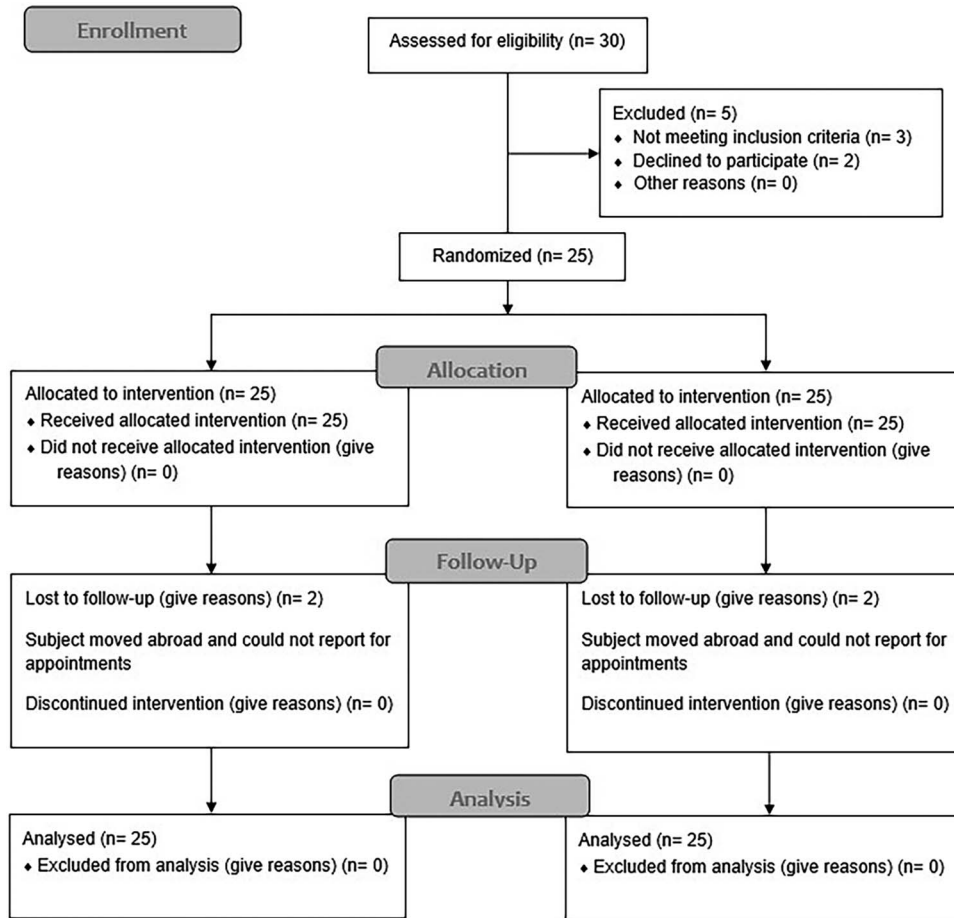 Enrollment
Assessed for eligibility (n= 30)
Excluded (n= 5)
♦ Not meeting inclusion criteria (n= 3)
♦ Declined to participate (n= 2)
♦ Other reasons (n= 0)
Randomized (n= 25)
Allocation
Allocated to intervention (n= 25)
♦ Received allocated intervention (n= 25)
♦ Did not receive allocated intervention (give
reasons) (n= 0)
Allocated to intervention (n= 25)
♦ Received allocated intervention (n= 25)
♦ Did not receive allocated intervention (give
reasons) (n= 0)
Follow-Up
Lost to follow-up (give reasons) (n= 2)
Subject moved abroad and could not report for
appointments
Discontinued intervention (give reasons) (n= 0)
Lost to follow-up (give reasons) (n= 2)
Subject moved abroad and could not report for
appointments
Discontinued intervention (give reasons) (n= 0)
Analysis
Analysed (n= 25)
♦ Excluded from analysis (give reasons) (n= 0)
Analysed (n= 25)
♦ Excluded from analysis (give reasons) (n= 0)